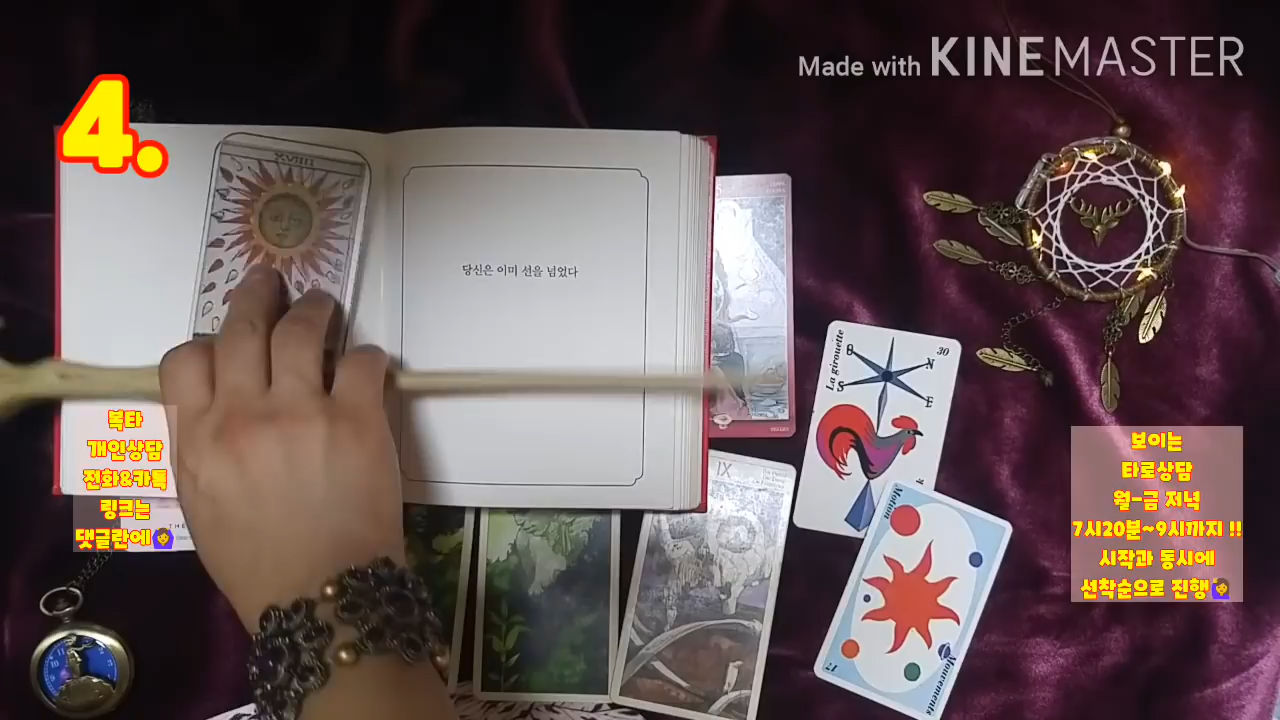 Made with KINEMASTER
4.
XVIIII
당신은 이미 선을 넘었다
La girouette
30
N
S
E
IX
Motion
17
Mouvements
복타
개인상담
전화&카톡
링크는
댓글란에🙆‍♀️
보이는
타로상담
월-금 저녁
7시20분~9시까지 !!
시작과 동시에
선착순으로 진행🙋‍♀️